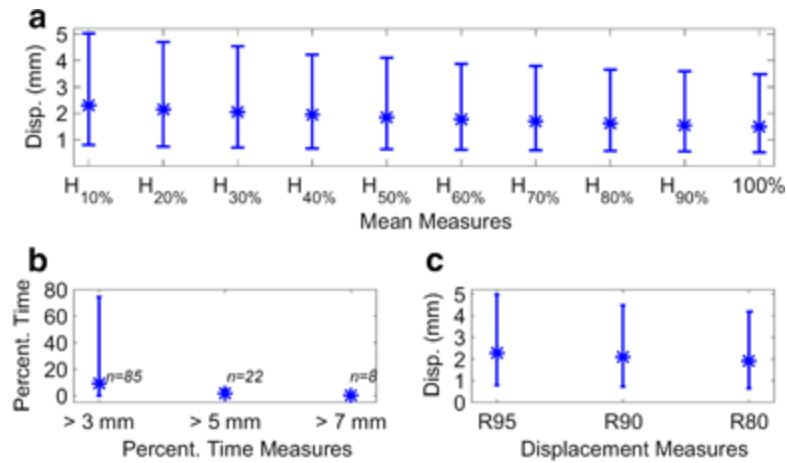 a
Disp. (mm)
5
4
3
2
1
H10% H20% H30% H40% H50% H60% H70% H80% H90% 100%
Mean Measures
b
Percent. Time
80
60
40
20
0
n=85
n=22
n=8
> 3 mm > 5 mm > 7 mm
Percent. Time Measures
c
Disp. (mm)
5
4
3
2
1
0
R95 R90 R80
Displacement Measures